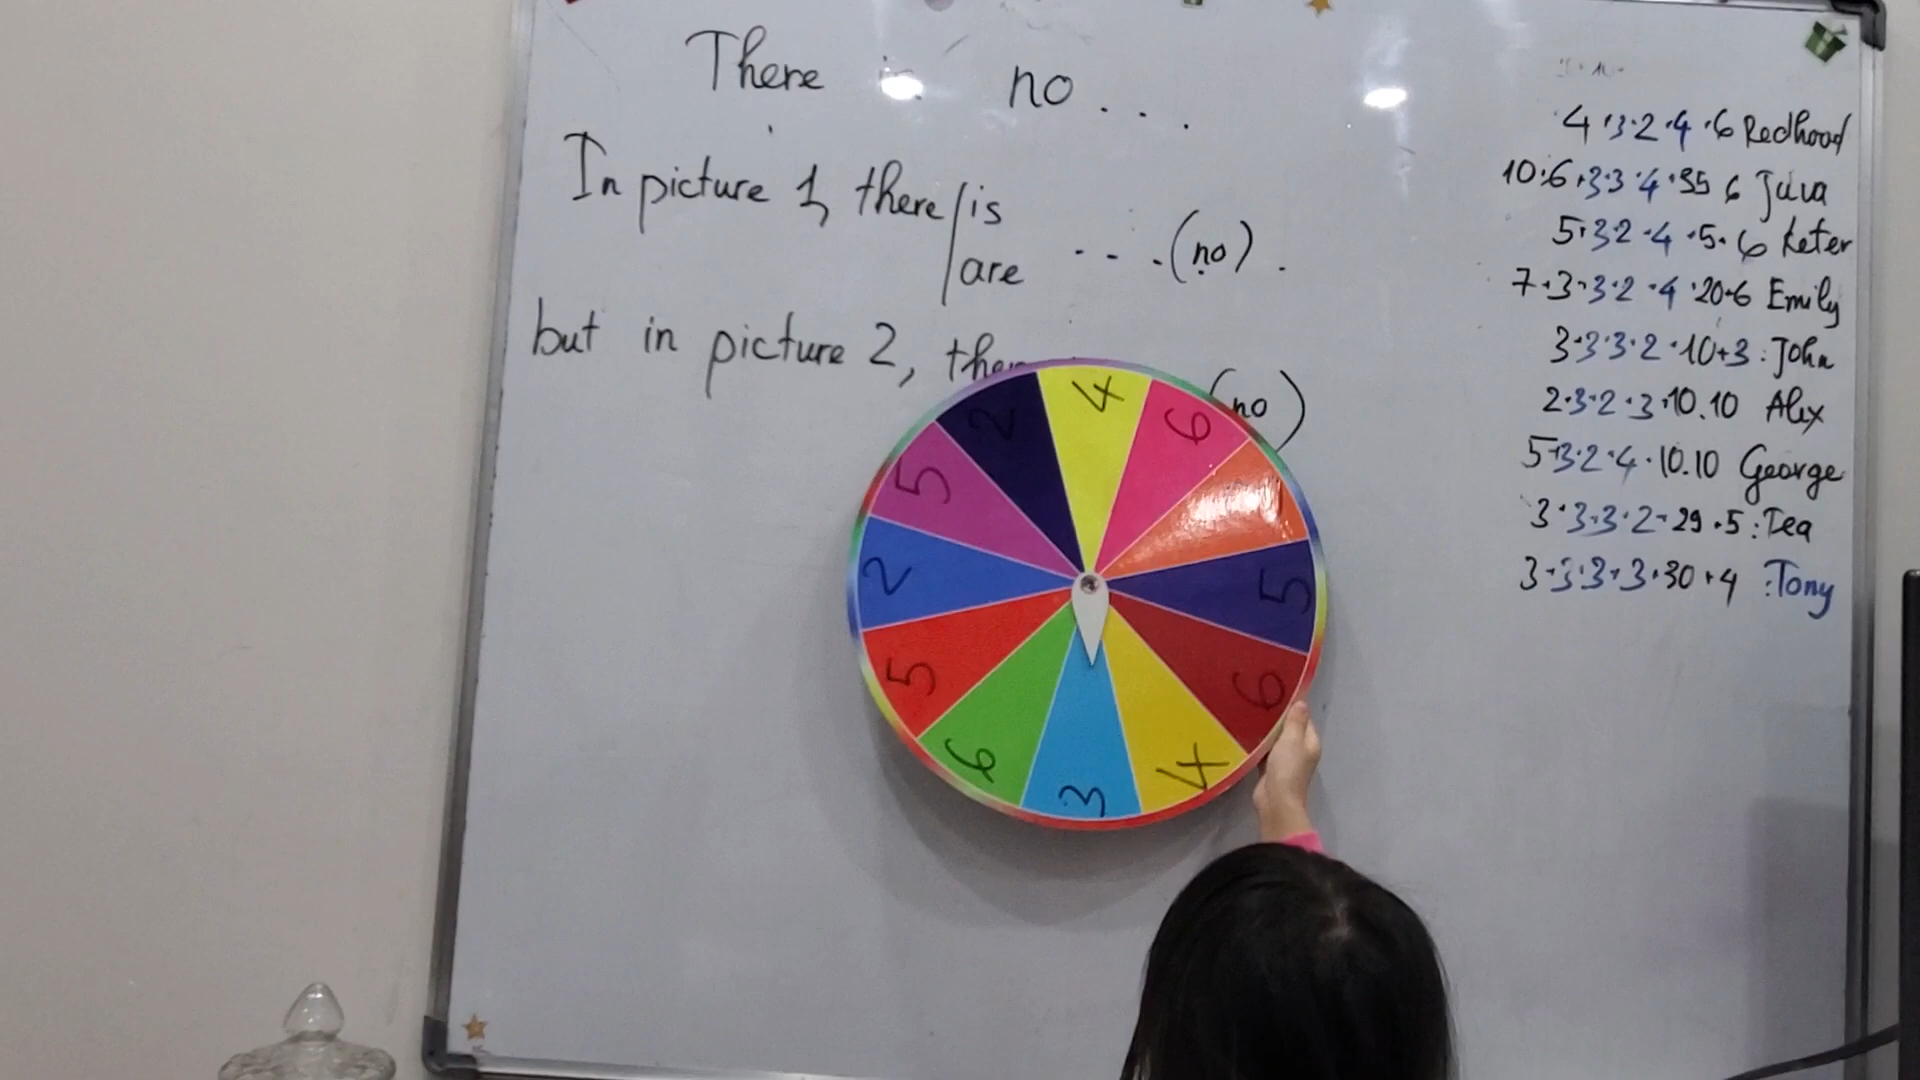 There no...
In picture 1, there/is
/are ....(no).
but in picture 2,
(no)
4 6
2
5
5
2
6
5
6
4
3
4 3 2 4 6 Redhood
10 6 3 3 4 35 6
5 3 2 4 5 6 Keter
7 3 3 2 4 20 6 Emily
3 3 3 2 10+3 : John
2 3 2 3 10 10 Alex
5 3 2 4 10 10 George
3 3 3 2 29 5 : Tea
3+3 3+3 30+4 :Tony